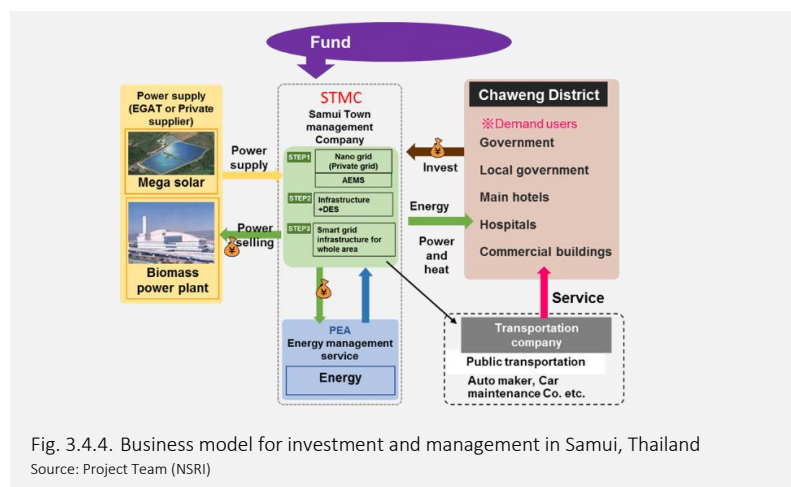 Fund
Power supply
(EGAT or Private
supplier)
Mega solar
Biomass
power plant
Power
supply
Power
selling
STMC
Samui Town
management
Company
STEP1
Nano grid
(Private grid)
AEMS
STEP2
Infrastructure
+DES
STEP3
Smart grid
infrastructure for
whole area
PEA
Energy management
service
Energy
Invest
Energy
Power
and
heat
Chaweng District
※Demand users
Government
Local government
Main hotels
Hospitals
Commercial buildings
Service
Transportation
company
Public transportation
Auto maker, Car
maintenance Co. etc.
Fig. 3.4.4. Business model for investment and management in Samui, Thailand
Source: Project Team (NSRI)